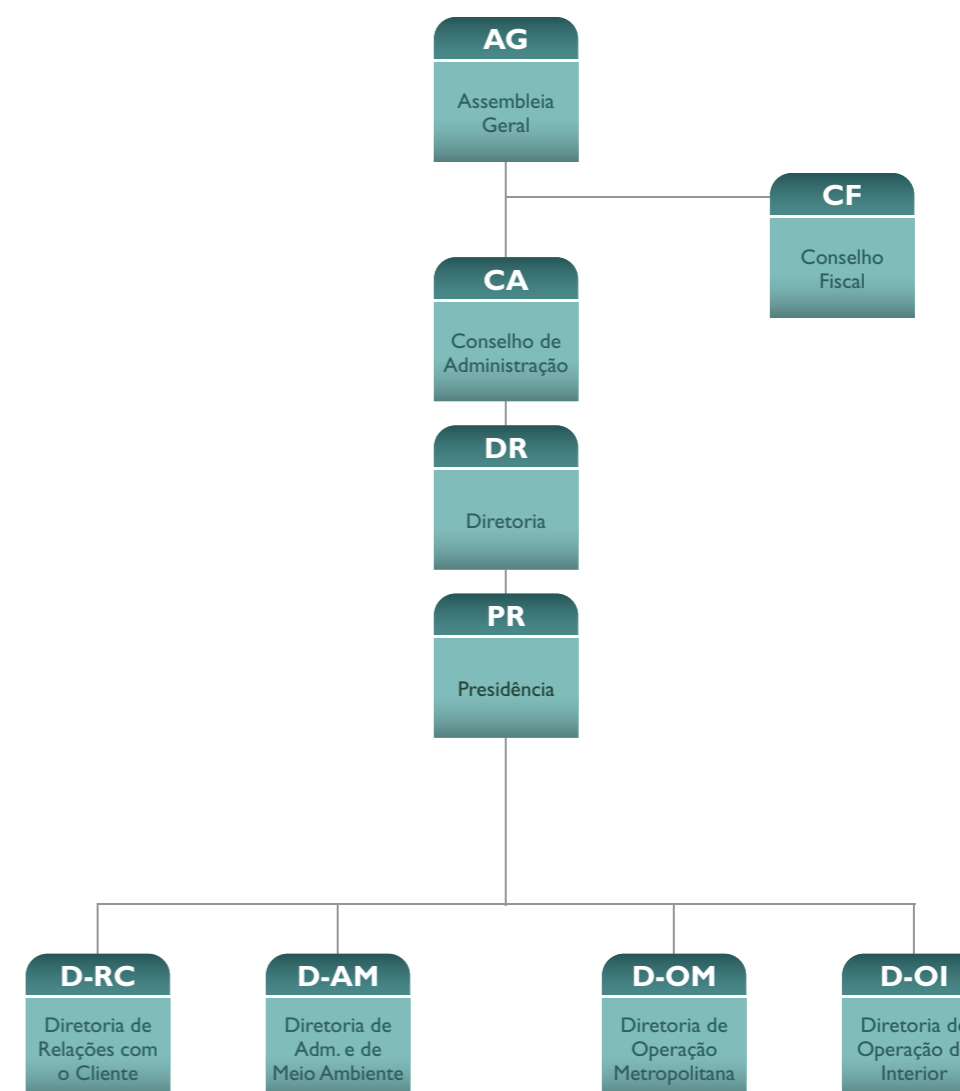 AG
Assembleia
Geral
CF
Conselho
Fiscal
CA
Conselho de
Administração
DR
Diretoria
PR
Presidência
D-RC
Diretoria de
Relações com
o Cliente
D-AM
Diretoria de
Adm. e de
Meio Ambiente
D-OM
Diretoria de
Operação
Metropolitana
D-OI
Diretoria
Operação
Interior